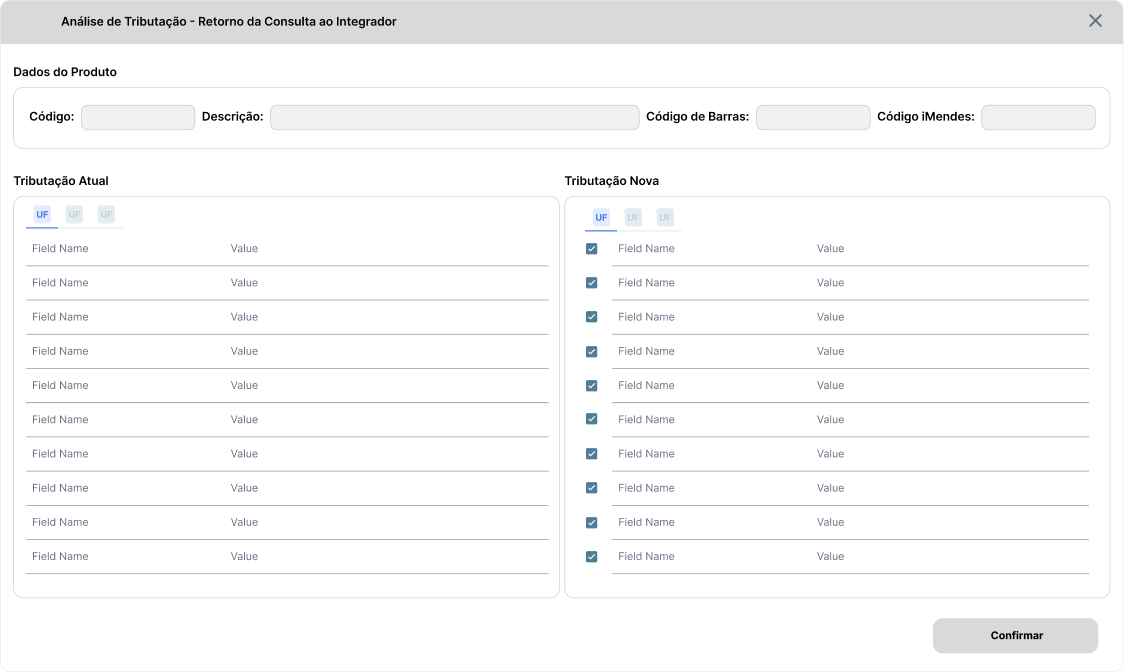 Análise de Tributação - Retorno da Consulta ao Integrador
Dados do Produto
Código: Descrição: Código de Barras: Código iMendes:
Tributação Atual
UF UF UF
Field Name Value
Field Name Value
Field Name Value
Field Name Value
Field Name Value
Field Name Value
Field Name Value
Field Name Value
Field Name Value
Field Name Value
Tributação Nova
UF UF UF
Field Name Value
Field Name Value
Field Name Value
Field Name Value
Field Name Value
Field Name Value
Field Name Value
Field Name Value
Field Name Value
Field Name Value
Confirmar